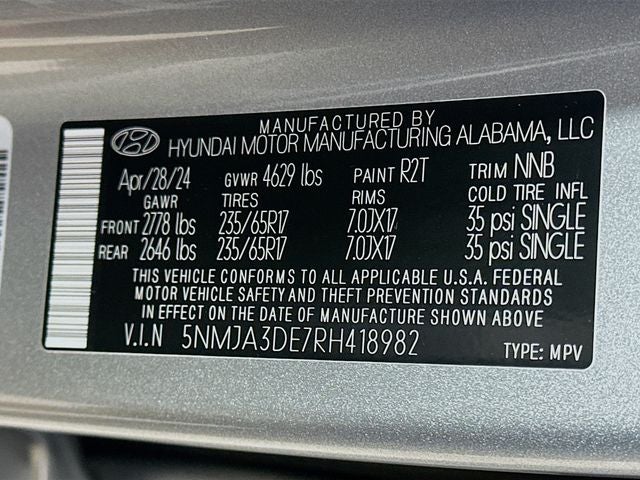 MANUFACTURED BY
HYUNDAI MOTOR MANUFACTURING ALABAMA, LLC
Apr/28/24 GVWR 4629 lbs PAINT R2T TRIM NNB
GAWR TIRES RIMS COLD TIRE INFL
FRONT 2778 lbs 235/65R17 7.0JX17 35 psi SINGLE
REAR 2646 lbs 235/65R17 7.0JX17 35 psi SINGLE
THIS VEHICLE CONFORMS TO ALL APPLICABLE U.S.A. FEDERAL
MOTOR VEHICLE SAFETY AND THEFT PREVENTION STANDARDS
IN EFFECT ON THE DATE OF MANUFACTURE SHOWN ABOVE.
V.I.N 5NMJA3DE7RH418982 TYPE: MPV